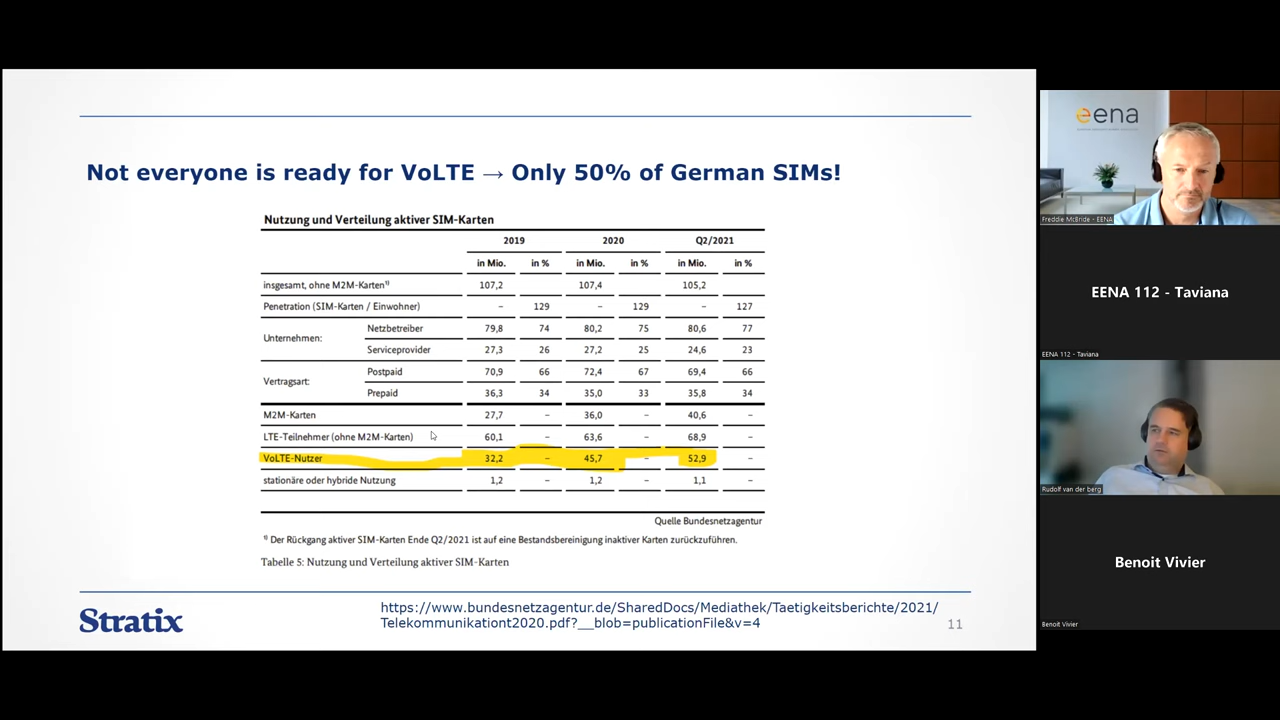 Not everyone is ready for VoLTE → Only 50% of German SIMs!
Nutzung und Verteilung aktiver SIM-Karten
2019 2020 Q2/2021
in Mio. in % in Mio. in % in Mio. in %
insgesamt, ohne M2M-Karten¹⁾ 107,2 107,4 105,2
Penetration (SIM-Karten / Einwohner) – 129 – 129 – 127
Unternehmen:
Netzbetreiber 79,8 74 80,2 75 80,6 77
Serviceprovider 27,3 26 27,2 25 24,6 23
Vertragsart:
Postpaid 70,9 66 72,4 67 69,4 66
Prepaid 36,3 34 35,0 33 35,8 34
M2M-Karten 27,7 – 36,0 – 40,6 –
LTE-Teilnehmer (ohne M2M-Karten) 60,1 – 63,6 – 68,9 –
VoLTE-Nutzer 32,2 – 45,7 – 52,9 –
stationäre oder hybride Nutzung 1,2 – 1,2 – 1,1 –
Quelle Bundesnetzagentur
¹⁾ Der Rückgang aktiver SIM-Karten Ende Q2/2021 ist auf eine Bestandsbereinigung inaktiver Karten zurückzuführen.
Tabelle 5: Nutzung und Verteilung aktiver SIM-Karten
Stratix
https://www.bundesnetzagentur.de/SharedDocs/Mediathek/Taetigkeitsberichte/2021/
Telekommunikationt2020.pdf?__blob=publicationFile&v=4
11
eena
Freddie McBride - EENA
EENA 112 - Taviana
EENA 112 - Taviana
Rudolf van der berg
Benoit Vivier
Benoit Vivier